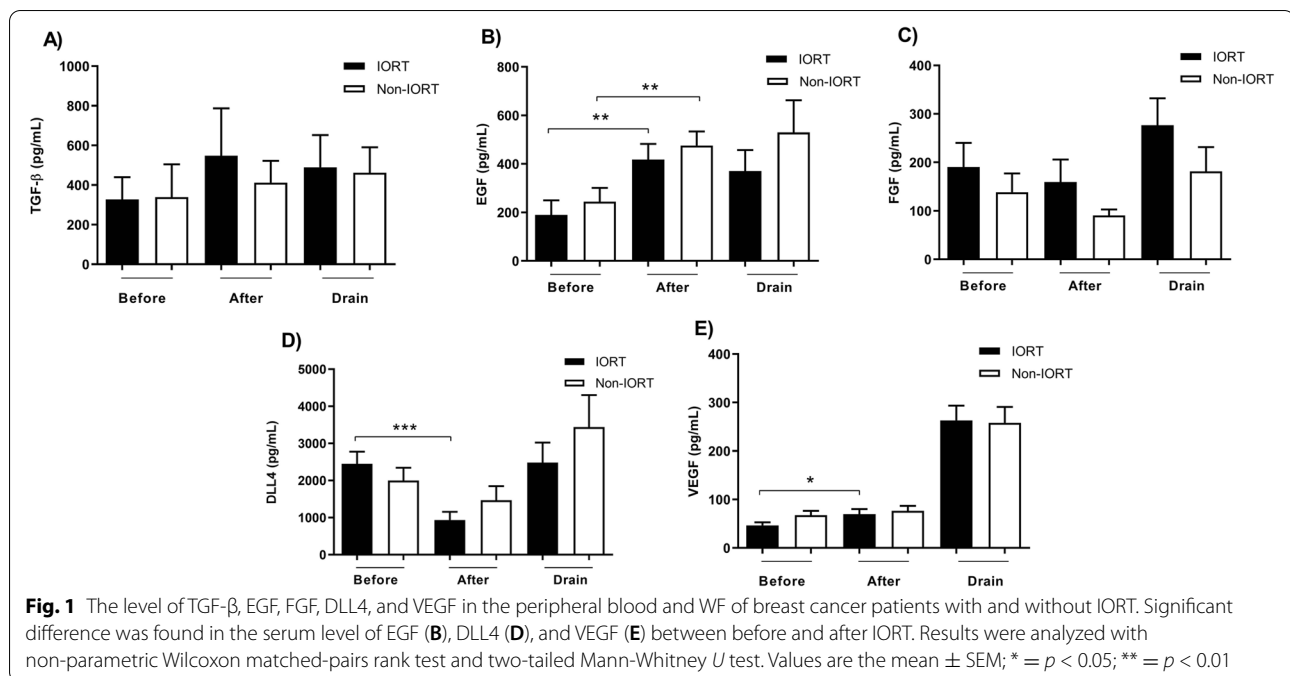 A)
IORT
Non-IORT
TGF-β (pg/mL)
1000
800
600
400
200
0
Before After Drain
B)
IORT
Non-IORT
EGF (pg/mL)
800
600
400
200
0
**
**
Before After Drain
C)
IORT
Non-IORT
FGF (pg/mL)
400
300
200
100
0
Before After Drain
D)
IORT
Non-IORT
DLL4 (pg/mL)
5000
4000
3000
2000
1000
0
***
Before After Drain
E)
IORT
Non-IORT
VEGF (pg/mL)
400
300
200
100
0
*
Before After Drain
Fig. 1 The level of TGF-β, EGF, FGF, DLL4, and VEGF in the peripheral blood and WF of breast cancer patients with and without IORT. Significant
difference was found in the serum level of EGF (B), DLL4 (D), and VEGF (E) between before and after IORT. Results were analyzed with
non-parametric Wilcoxon matched-pairs rank test and two-tailed Mann-Whitney U test. Values are the mean ± SEM; * = p < 0.05; ** = p < 0.01